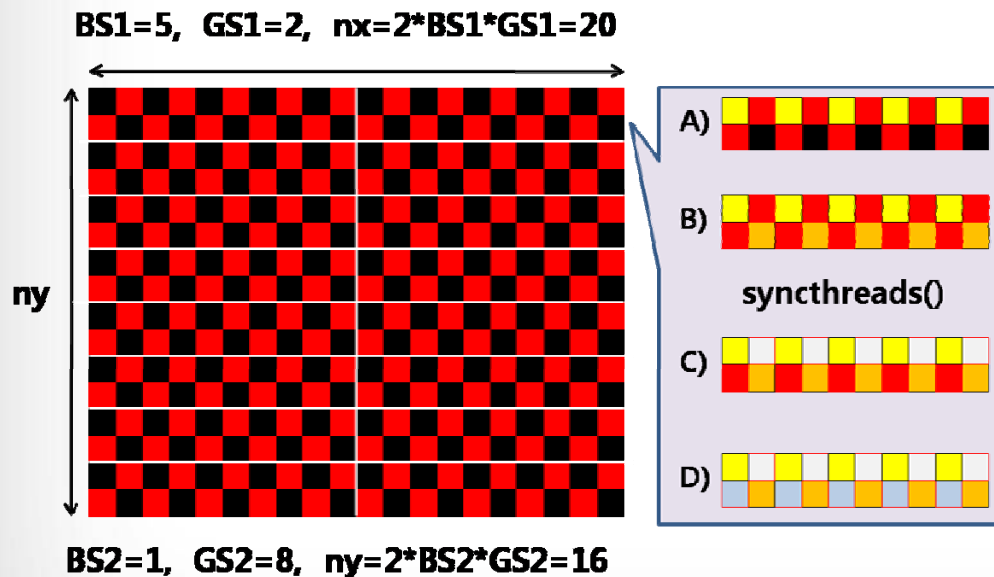 BS1=5, GS1=2, nx=2*BS1*GS1=20
ny
A)
B)
syncthreads()
C)
D)
BS2=1, GS2=8, ny=2*BS2*GS2=16